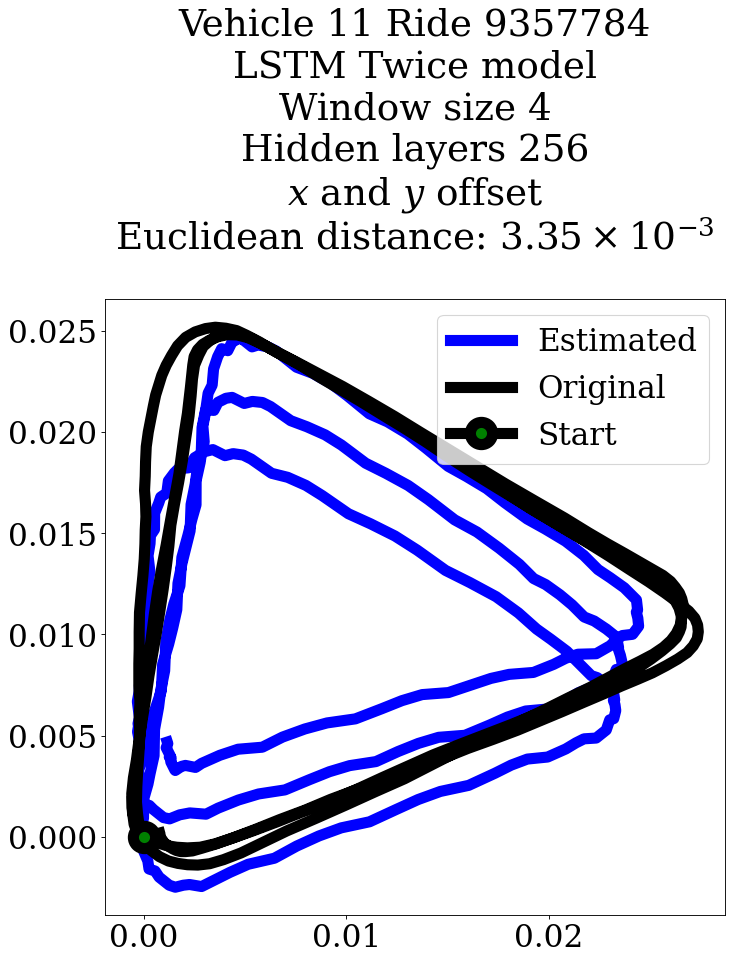 Vehicle 11 Ride 9357784
LSTM Twice model
Window size 4
Hidden layers 256
x and y offset
Euclidean distance: 3.35 × 10⁻³
Estimated
Original
Start
0.025
0.020
0.015
0.010
0.005
0.000
0.00 0.01 0.02